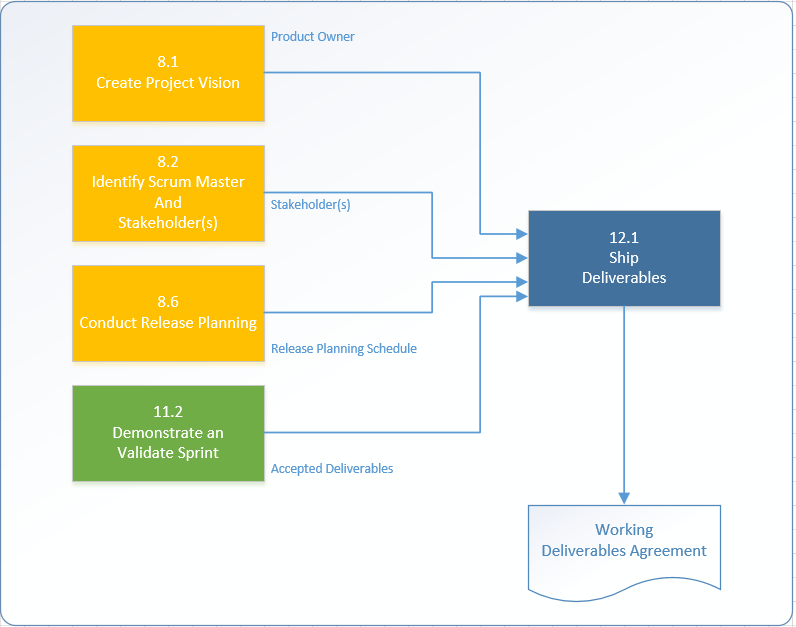 Product Owner
8.1
Create Project Vision
8.2
Identify Scrum Master
And
Stakeholder(s)
Stakeholder(s)
8.6
Conduct Release Planning
Release Planning Schedule
11.2
Demonstrate an
Validate Sprint
Accepted Deliverables
12.1
Ship
Deliverables
Working
Deliverables Agreement